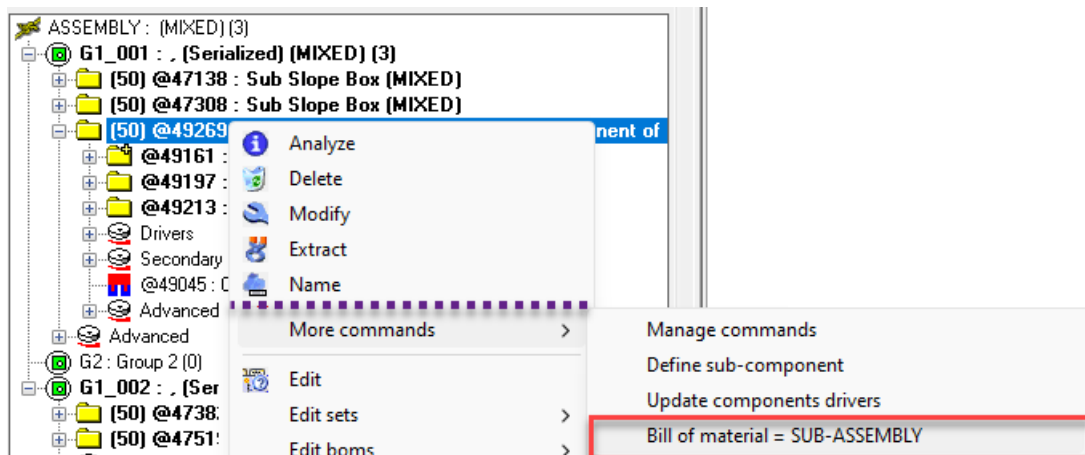 ASSEMBLY : (MIXED) (3)
G1_001 : , (Serialized) (MIXED) (3)
(50) @47138 : Sub Slope Box (MIXED)
(50) @47308 : Sub Slope Box (MIXED)
(50) @49269 nent of
@49161 :
@49197 :
@49213 :
Drivers
Secondary
@49045 :
Advanced
Advanced
G2 : Group 2 (0)
G1_002 : , (Ser
(50) @4738
(50) @4751
Analyze
Delete
Modify
Extract
Name
More commands >
Edit
Edit sets >
Edit boms >
Manage commands
Define sub-component
Update components drivers
Bill of material = SUB-ASSEMBLY